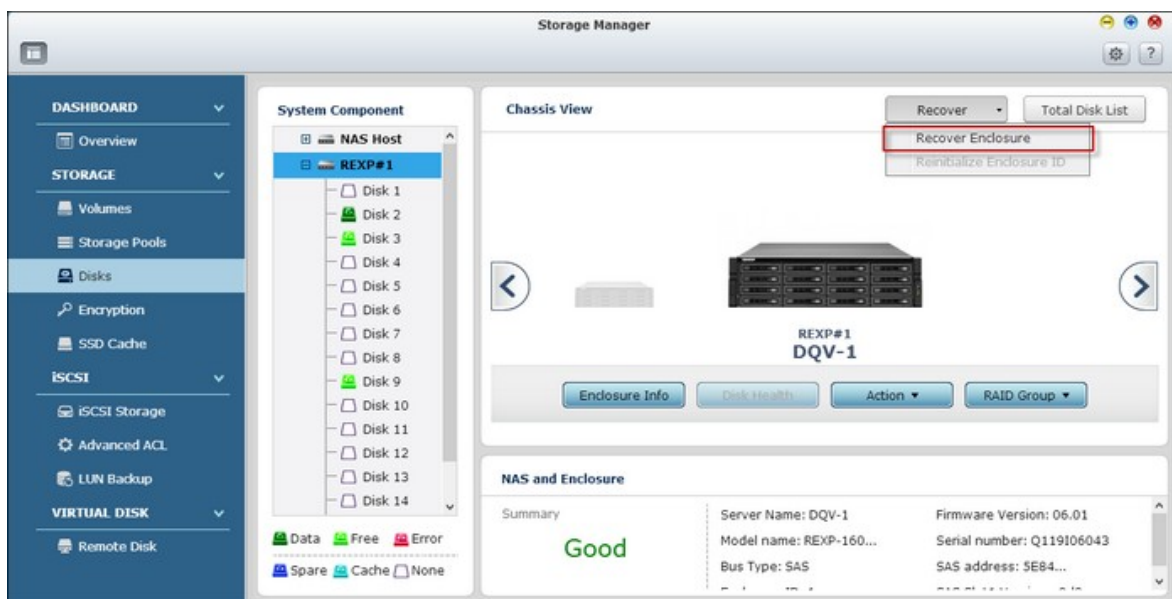 Storage Manager
?
DASHBOARD
Overview
STORAGE
Volumes
Storage Pools
Disks
Encryption
SSD Cache
iSCSI
iSCSI Storage
Advanced ACL
LUN Backup
VIRTUAL DISK
Remote Disk
System Component
NAS Host
REXP#1
Disk 1
Disk 2
Disk 3
Disk 4
Disk 5
Disk 6
Disk 7
Disk 8
Disk 9
Disk 10
Disk 11
Disk 12
Disk 13
Disk 14
Data Free Error
Spare Cache None
Chassis View
Recover
Total Disk List
Recover Enclosure
Reinitialize Enclosure ID
REXP#1
DQV-1
Enclosure Info
Disk Health
Action
RAID Group
NAS and Enclosure
Summary
Good
Server Name: DQV-1
Model name: REXP-160...
Bus Type: SAS
Firmware Version: 06.01
Serial number: Q119I06043
SAS address: 5E84...